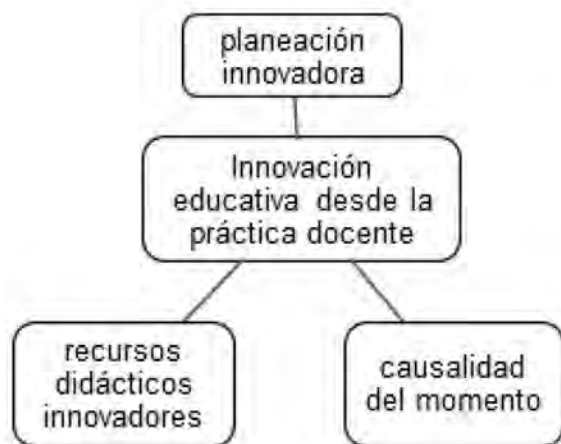 planeación
innovadora
Innovación
educativa desde la
práctica docente
recursos
didácticos
innovadores
causalidad
del momento